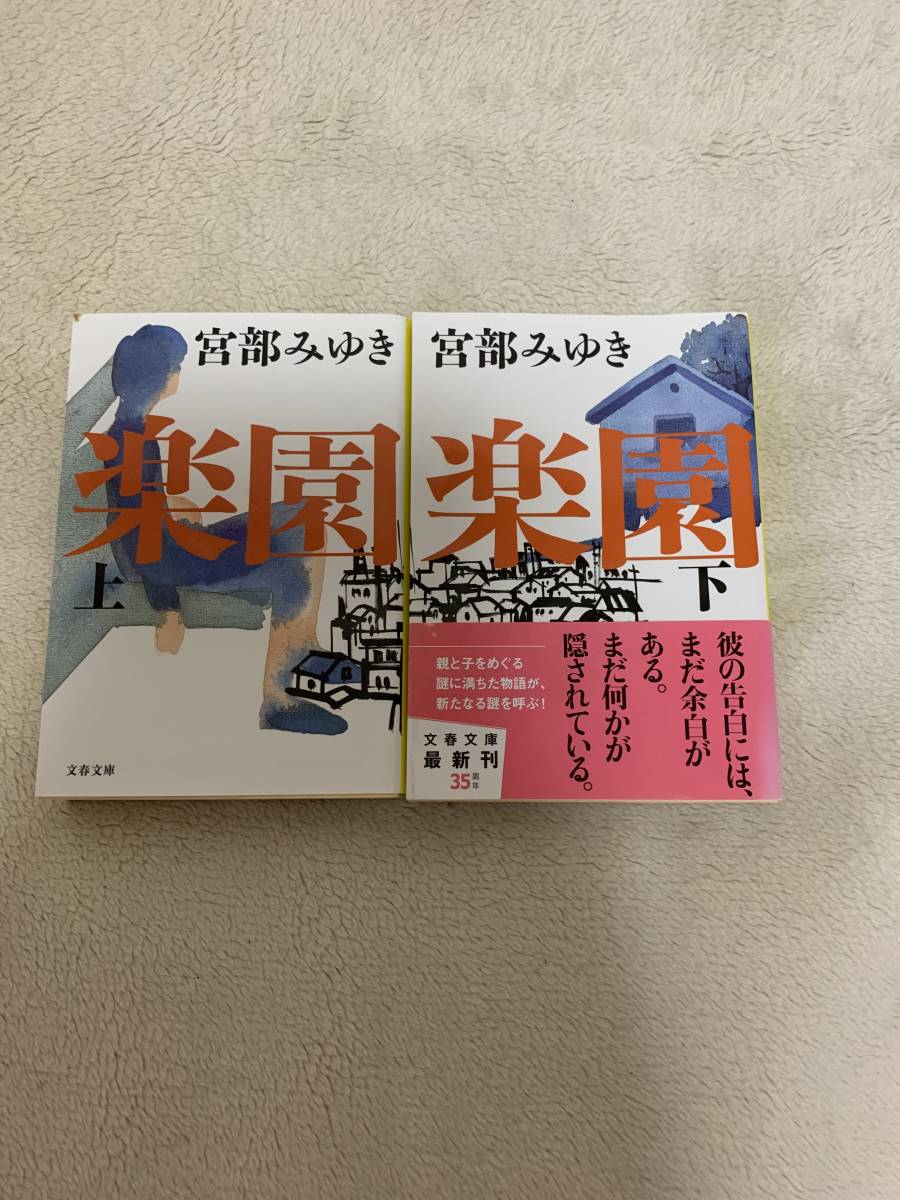 宮部みゆき
楽園
上
文春文庫
宮部みゆき
楽園
下
彼の告白には、
まだ余白が
ある。
まだ何かが
隠されている。
親と子をめぐる
謎に満ちた物語が、
新たなる謎を呼ぶ！
文春文庫
最新刊
35周年